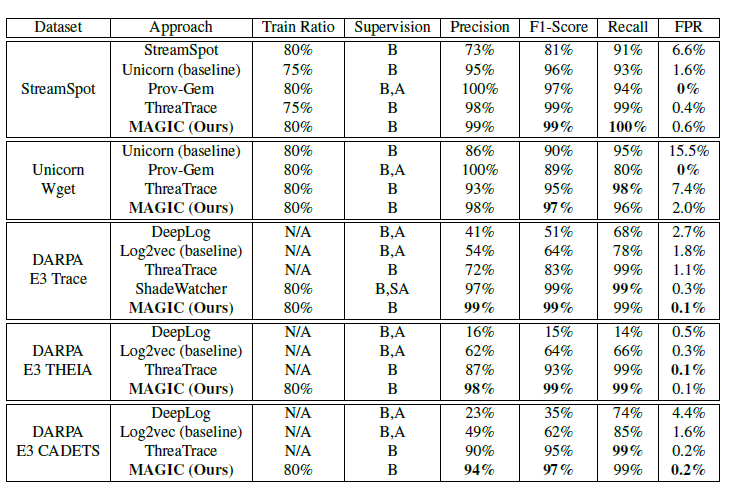 Dataset Approach Train Ratio Supervision Precision F1-Score Recall FPR
StreamSpot 80% B 73% 81% 91% 6.6%
Unicorn (baseline) 75% B 95% 96% 93% 1.6%
StreamSpot Prov-Gem 80% B,A 100% 97% 94% 0%
ThreaTrace 75% B 98% 99% 99% 0.4%
MAGIC (Ours) 80% B 99% 99% 100% 0.6%
Unicorn (baseline) 80% B 86% 90% 95% 15.5%
Unicorn Prov-Gem 80% B,A 100% 89% 80% 0%
Wget ThreaTrace 80% B 93% 95% 98% 7.4%
MAGIC (Ours) 80% B 98% 97% 96% 2.0%
DeepLog N/A B,A 41% 51% 68% 2.7%
DARPA Log2vec (baseline) N/A B,A 54% 64% 78% 1.8%
E3 Trace ThreaTrace N/A B 72% 83% 99% 1.1%
ShadeWatcher 80% B,SA 97% 99% 99% 0.3%
MAGIC (Ours) 80% B 99% 99% 99% 0.1%
DeepLog N/A B,A 16% 15% 14% 0.5%
DARPA Log2vec (baseline) N/A B,A 62% 64% 66% 0.3%
E3 THEIA ThreaTrace N/A B 87% 93% 99% 0.1%
MAGIC (Ours) 80% B 98% 99% 99% 0.1%
DeepLog N/A B,A 23% 35% 74% 4.4%
DARPA Log2vec (baseline) N/A B,A 49% 62% 85% 1.6%
E3 CADETS ThreaTrace N/A B 90% 95% 99% 0.2%
MAGIC (Ours) 80% B 94% 97% 99% 0.2%